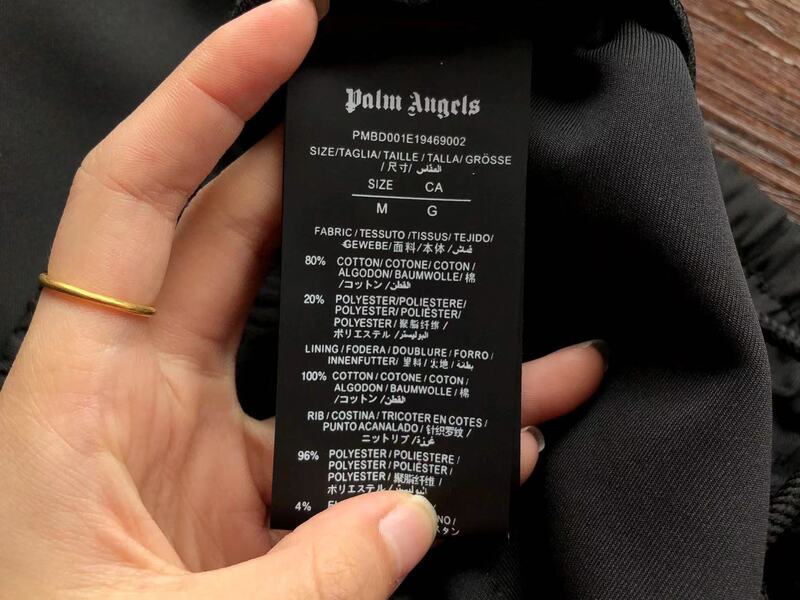 Palm Angels
PMBD001E19469002
SIZE/TAGLIA/TAILLE/TALLA/GRÖSSE
/尺寸/ المقاس
SIZE CA
M G
FABRIC/TESSUTO/TISSUS/TEJIDO/
GEWEBE/面料/本体/ قماش/
80% COTTON/COTONE/COTON/
ALGODON/BAUMWOLLE/棉
/コットン/القطن/
20% POLYESTER/POLIESTERE/
POLYESTER/POLIÉSTER/
POLYESTER/聚脂纤维/
ポリエステル/البوليستر/
LINING/FODERA/DOUBLURE/FORRO/
INNENFUTTER/里料/ 地/بطانة/
100% COTTON/COTONE/COTON/
ALGODON/BAUMWOLLE/棉
/コットン/القطن/
RIB/COSTINA/TRICOTER EN COTES/
PUNTO ACANALADO/针织罗纹/
ニットリブ/
96% POLYESTER/POLIESTERE/
POLYESTER/POLIÉSTER/
POLYESTER/聚脂纤维/
ポリエステル/
4%